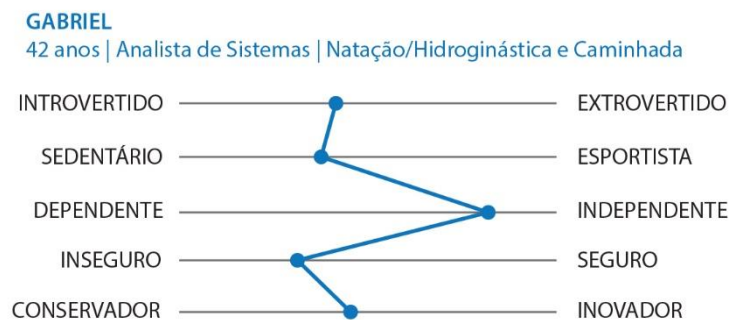 GABRIEL
42 anos | Analista de Sistemas | Natação/Hidroginástica e Caminhada
INTROVERTIDO EXTROVERTIDO
SEDENTÁRIO ESPORTISTA
DEPENDENTE INDEPENDENTE
INSEGURO SEGURO
CONSERVADOR INOVADOR